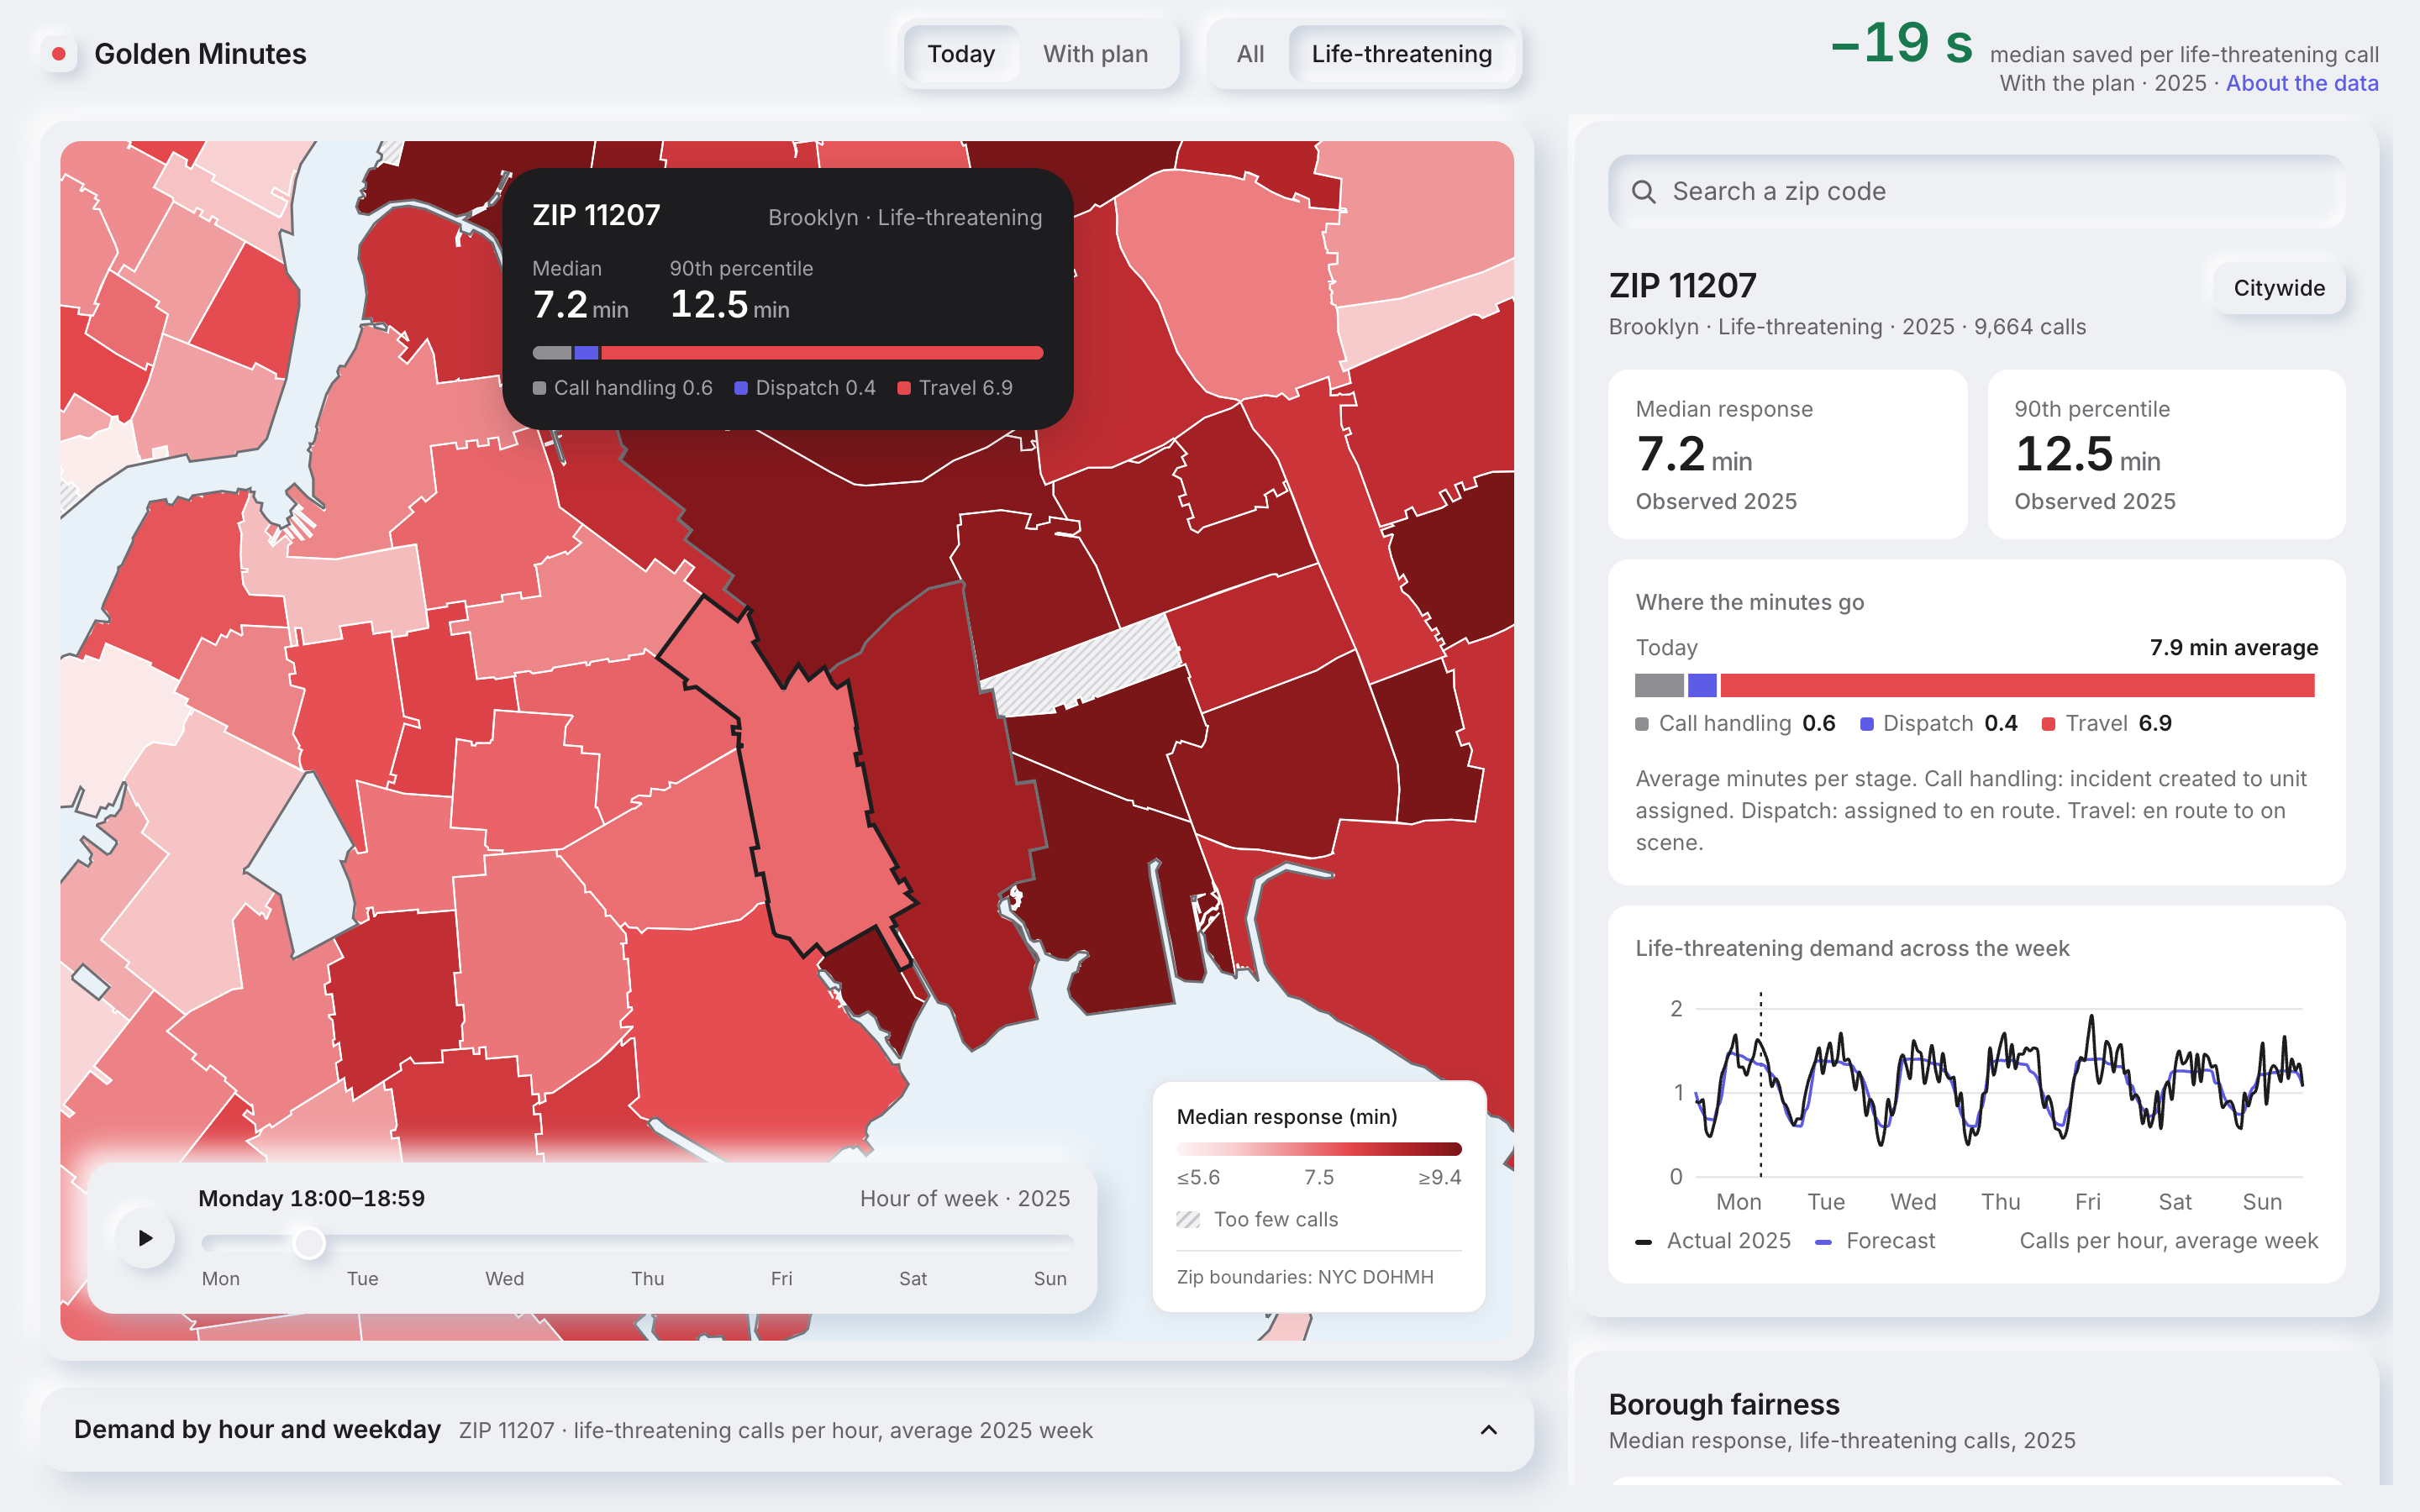 Golden Minutes
Today With plan All Life-threatening
−19 s median saved per life-threatening call
With the plan · 2025 · About the data
ZIP 11207 Brooklyn · Life-threatening
Median 90th percentile
7.2 min 12.5 min
Call handling 0.6 Dispatch 0.4 Travel 6.9
Median response (min)
≤5.6 7.5 ≥9.4
Too few calls
Zip boundaries: NYC DOHMH
Monday 18:00–18:59 Hour of week · 2025
Mon Tue Wed Thu Fri Sat Sun
Demand by hour and weekday ZIP 11207 · life-threatening calls per hour, average 2025 week
Search a zip code
ZIP 11207 Citywide
Brooklyn · Life-threatening · 2025 · 9,664 calls
Median response 90th percentile
7.2 min 12.5 min
Observed 2025 Observed 2025
Where the minutes go
Today 7.9 min average
Call handling 0.6 Dispatch 0.4 Travel 6.9
Average minutes per stage. Call handling: incident created to unit
assigned. Dispatch: assigned to en route. Travel: en route to on
scene.
Life-threatening demand across the week
2
1
0
Mon Tue Wed Thu Fri Sat Sun
Actual 2025 Forecast Calls per hour, average week
Borough fairness
Median response, life-threatening calls, 2025